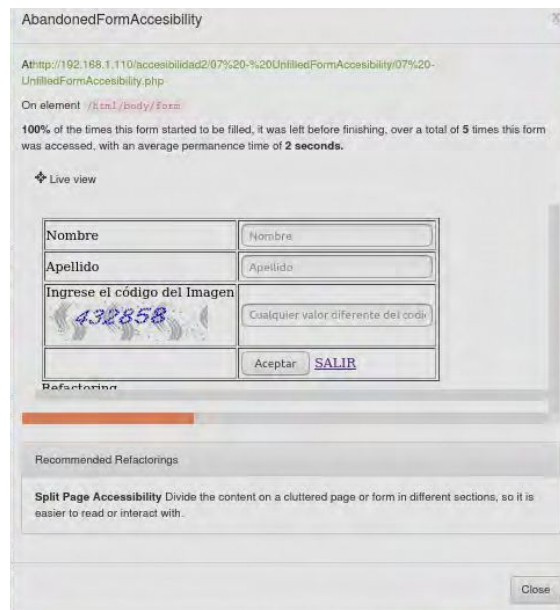 AbandonedFormAccesibility
X
Athttp://192.168.1.110/accesibilidad2/07%20-%20UnfilledFormAccesibility/07%20-
UnfilledFormAccesibility.php
On element /html/body/form
100% of the times this form started to be filled, it was left before finishing, over a total of 5 times this form
was accessed, with an average permanence time of 2 seconds.
Live view
Nombre Nombre
Apellido Apellido
Ingrese el código del Imagen
432858 Cualquier valor diferente del codi
Aceptar SALIR
Refactoring
Recommended Refactorings
Split Page Accessibility Divide the content on a cluttered page or form in different sections, so it is
easier to read or interact with.
Close